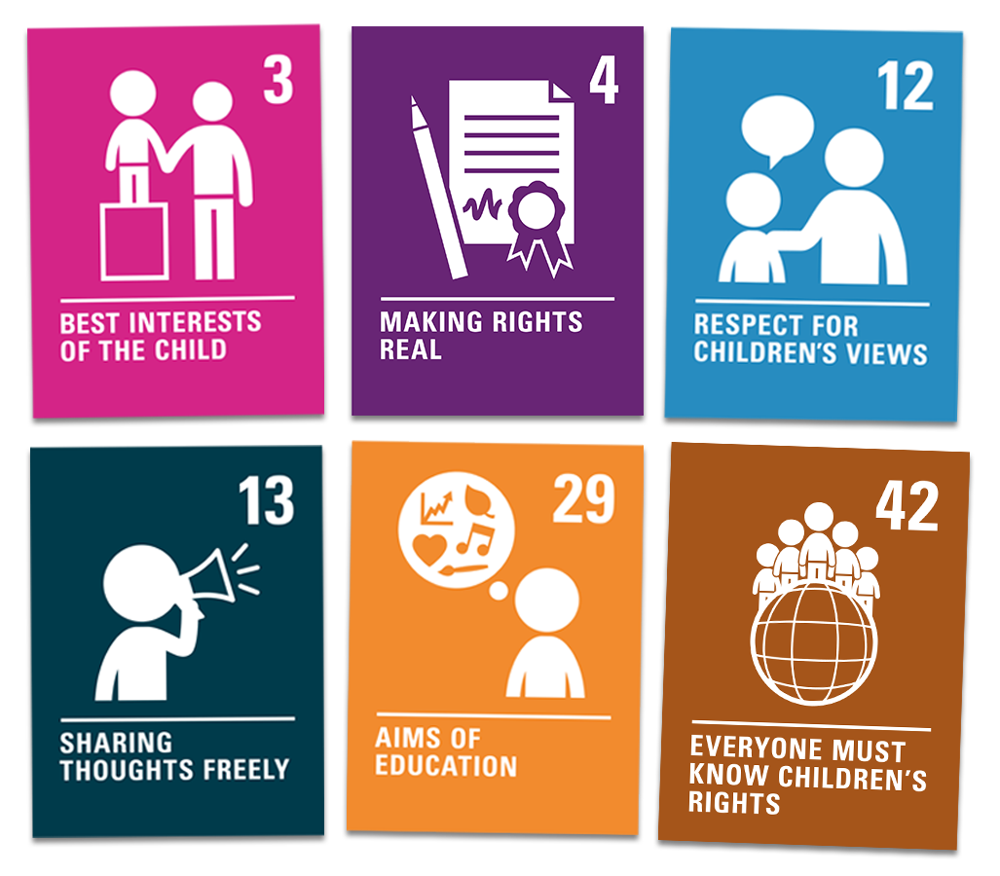 3
BEST INTERESTS
OF THE CHILD
4
MAKING RIGHTS
REAL
12
RESPECT FOR
CHILDREN'S VIEWS
13
SHARING
THOUGHTS FREELY
29
AIMS OF
EDUCATION
42
EVERYONE MUST
KNOW CHILDREN'S
RIGHTS